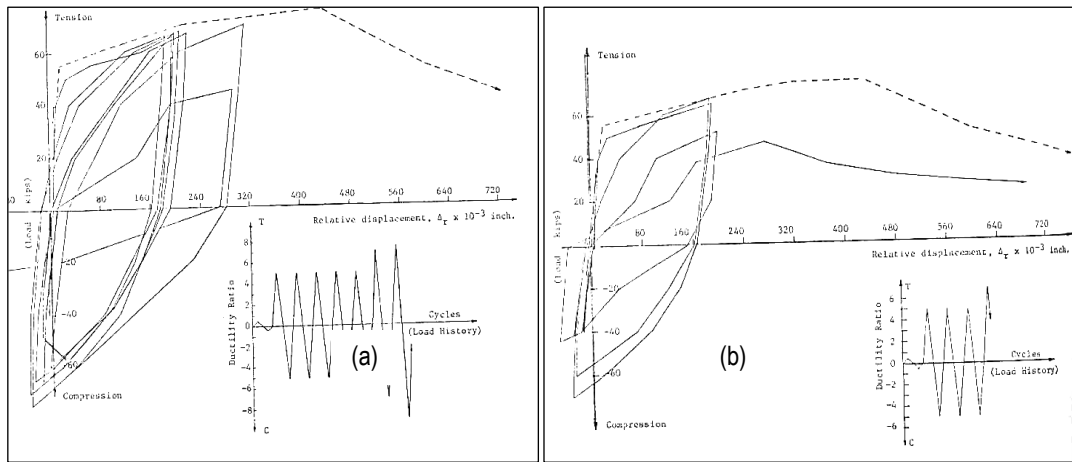 Tension
60
40
20
(Load kips)
80 160 240 400 480 560 640 720
Relative displacement, Δr x 10⁻³ inch.
-20
-40
-60
Compression
T
8
6
4
2
0
-2
-4
-6
-8
C
Ductility Ratio
Cycles
(Load History)
(a)
Tension
60
40
20
(Load kips)
0
80 160 240 320 400 480 560 640 720
Relative displacement, Δr x 10⁻³ inch.
-20
-40
-60
Compression
T
6
4
2
0
-2
-4
-6
C
Ductility Ratio
Cycles
(Load History)
(b)